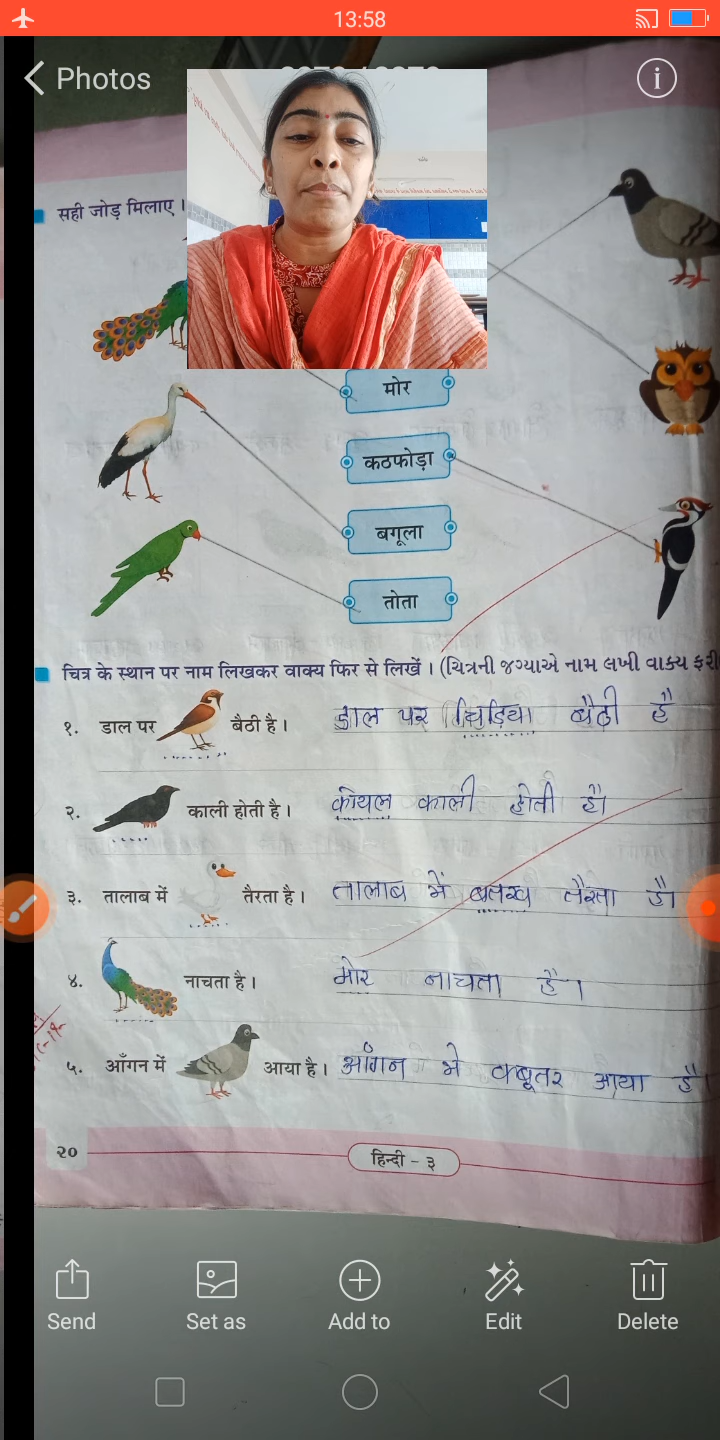 13:58
Photos
सही जोड़ मिलाए।
मोर
कठफोड़ा
बगूला
तोता
चित्र के स्थान पर नाम लिखकर वाक्य फिर से लिखें। (ચિત્રની જગ્યાએ નામ લખી વાક્ય ફરી
१. डाल पर बैठी है। डाल पर चिड़िया बैठी है
२. काली होती है। कोयल काली होती है।
३. तालाब में तैरता है। तालाब में बतख तैरता है।
४. नाचता है। मोर नाचता है।
५. आँगन में आया है। आँगन मे कबूतर आया है।
२०
हिन्दी - ३
Send
Set as
Add to
Edit
Delete